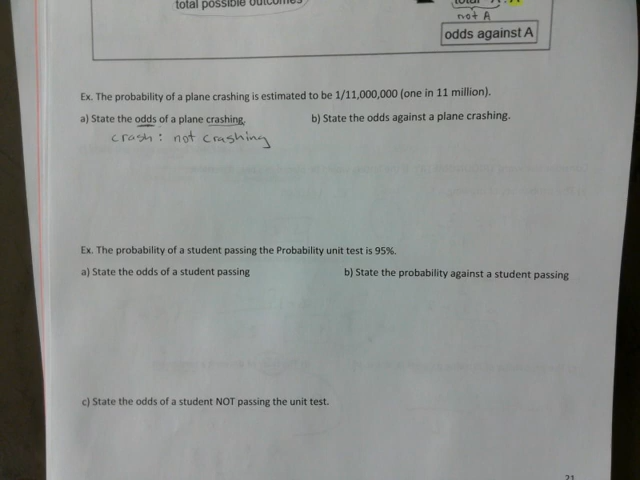 total possible outcomes
total - A : A
not A
odds against A
Ex. The probability of a plane crashing is estimated to be 1/11,000,000 (one in 11 million).
a) State the odds of a plane crashing. b) State the odds against a plane crashing.
crash : not crashing
Ex. The probability of a student passing the Probability unit test is 95%.
a) State the odds of a student passing b) State the probability against a student passing
c) State the odds of a student NOT passing the unit test.
21